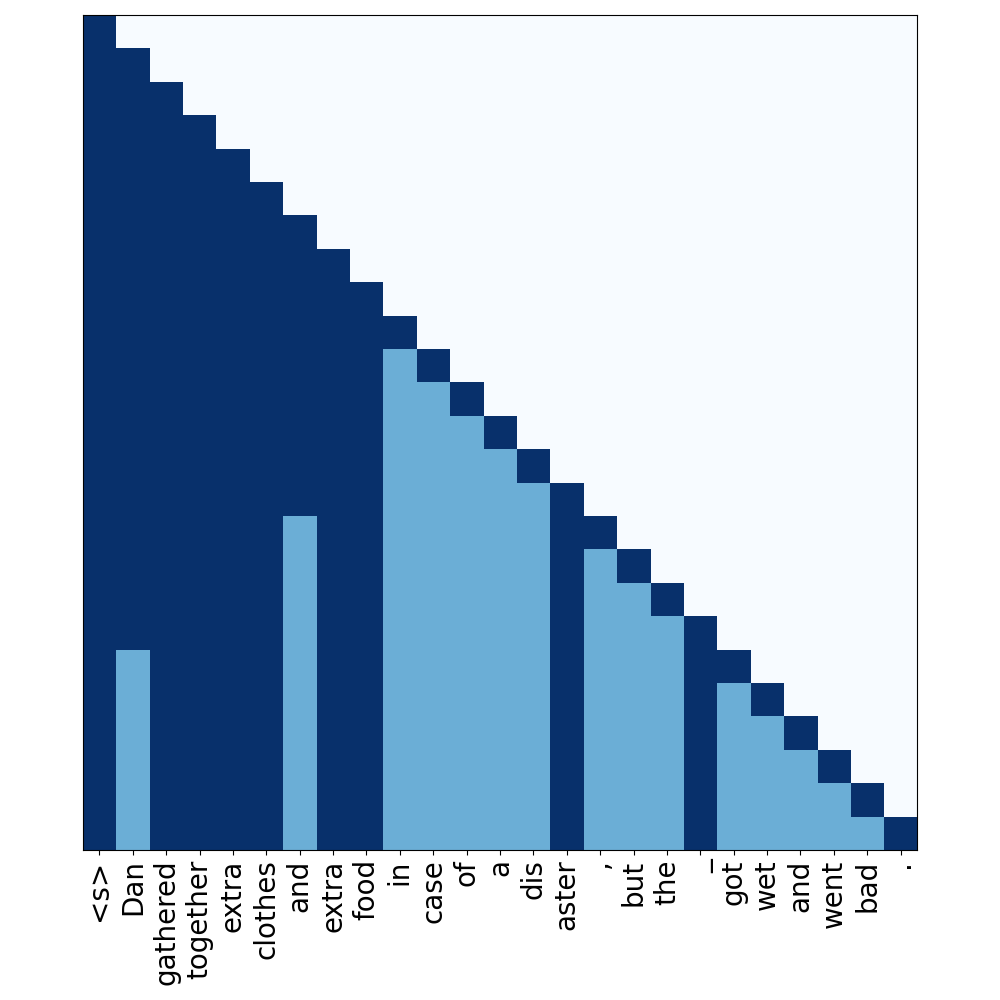 <s> Dan gathered together extra clothes and extra food in case of a dis aster , but the _ got wet and went bad .